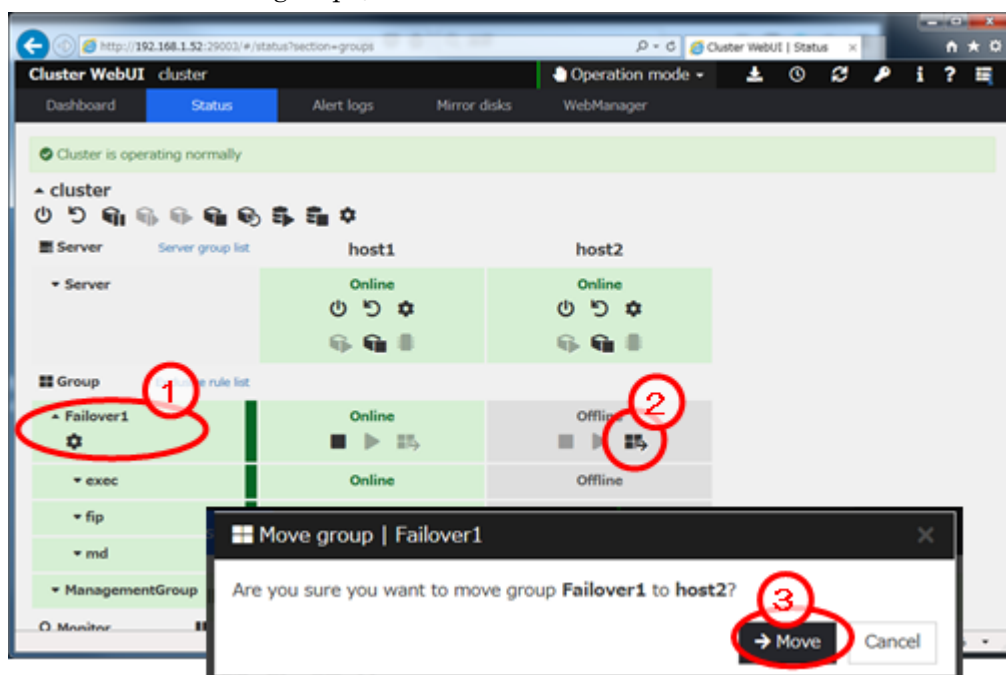 http://192.168.1.52:29003/#/status?section=groups
Cluster WebUI | Status
Cluster WebUI cluster
Operation mode
Dashboard Status Alert logs Mirror disks WebManager
Cluster is operating normally
cluster
Server Server group list host1 host2
Server Online Online
Group rule list
1
2
Failover1 Online Offline
exec Online Offline
fip
md
ManagementGroup
Monitor
Move group | Failover1
Are you sure you want to move group Failover1 to host2?
3
Move Cancel